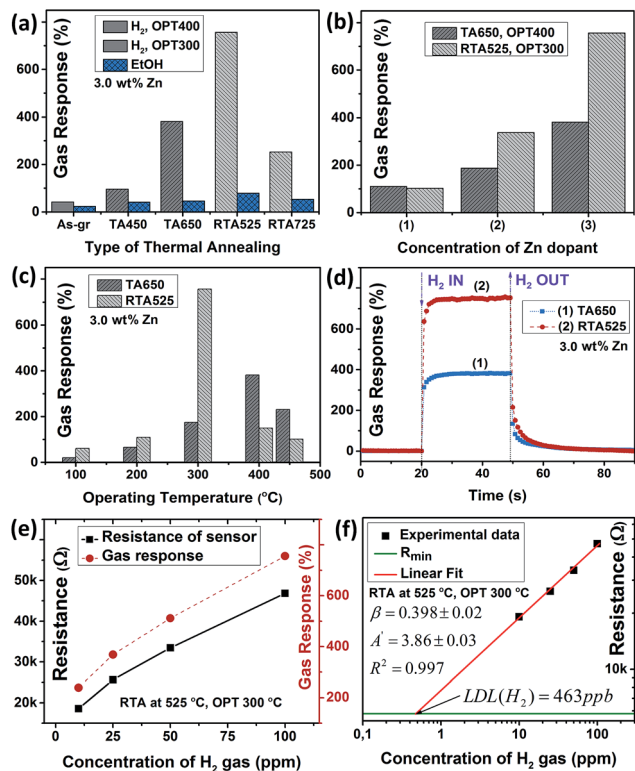 (a)
H2, OPT400
H2, OPT300
EtOH
3.0 wt% Zn
Gas Response (%)
800
600
400
200
0
As-gr TA450 TA650 RTA525 RTA725
Type of Thermal Annealing
(b)
TA650, OPT400
RTA525, OPT300
Gas Response (%)
800
600
400
200
0
(1) (2) (3)
Concentration of Zn dopant
(c)
TA650
RTA525
3.0 wt% Zn
Gas Response (%)
800
600
400
200
0
100 200 300 400 500
Operating Temperature (°C)
(d)
H2 IN
H2 OUT
(2)
(1) TA650
(2) RTA525
3.0 wt% Zn
(1)
Gas Response (%)
800
600
400
200
0
0 20 40 60 80
Time (s)
(e)
Resistance of sensor
Gas response
Resistance (Ω)
50k
40k
30k
20k
Gas Response (%)
600
400
200
RTA at 525 °C, OPT 300 °C
0 25 50 75 100
Concentration of H2 gas (ppm)
(f)
Experimental data
Rmin
Linear Fit
RTA at 525 °C, OPT 300 °C
β = 0.398 ± 0.02
A' = 3.86 ± 0.03
R2 = 0.997
LDL(H2) = 463ppb
Resistance (Ω)
10k
0,1 1 10 100
Concentration of H2 gas (ppm)